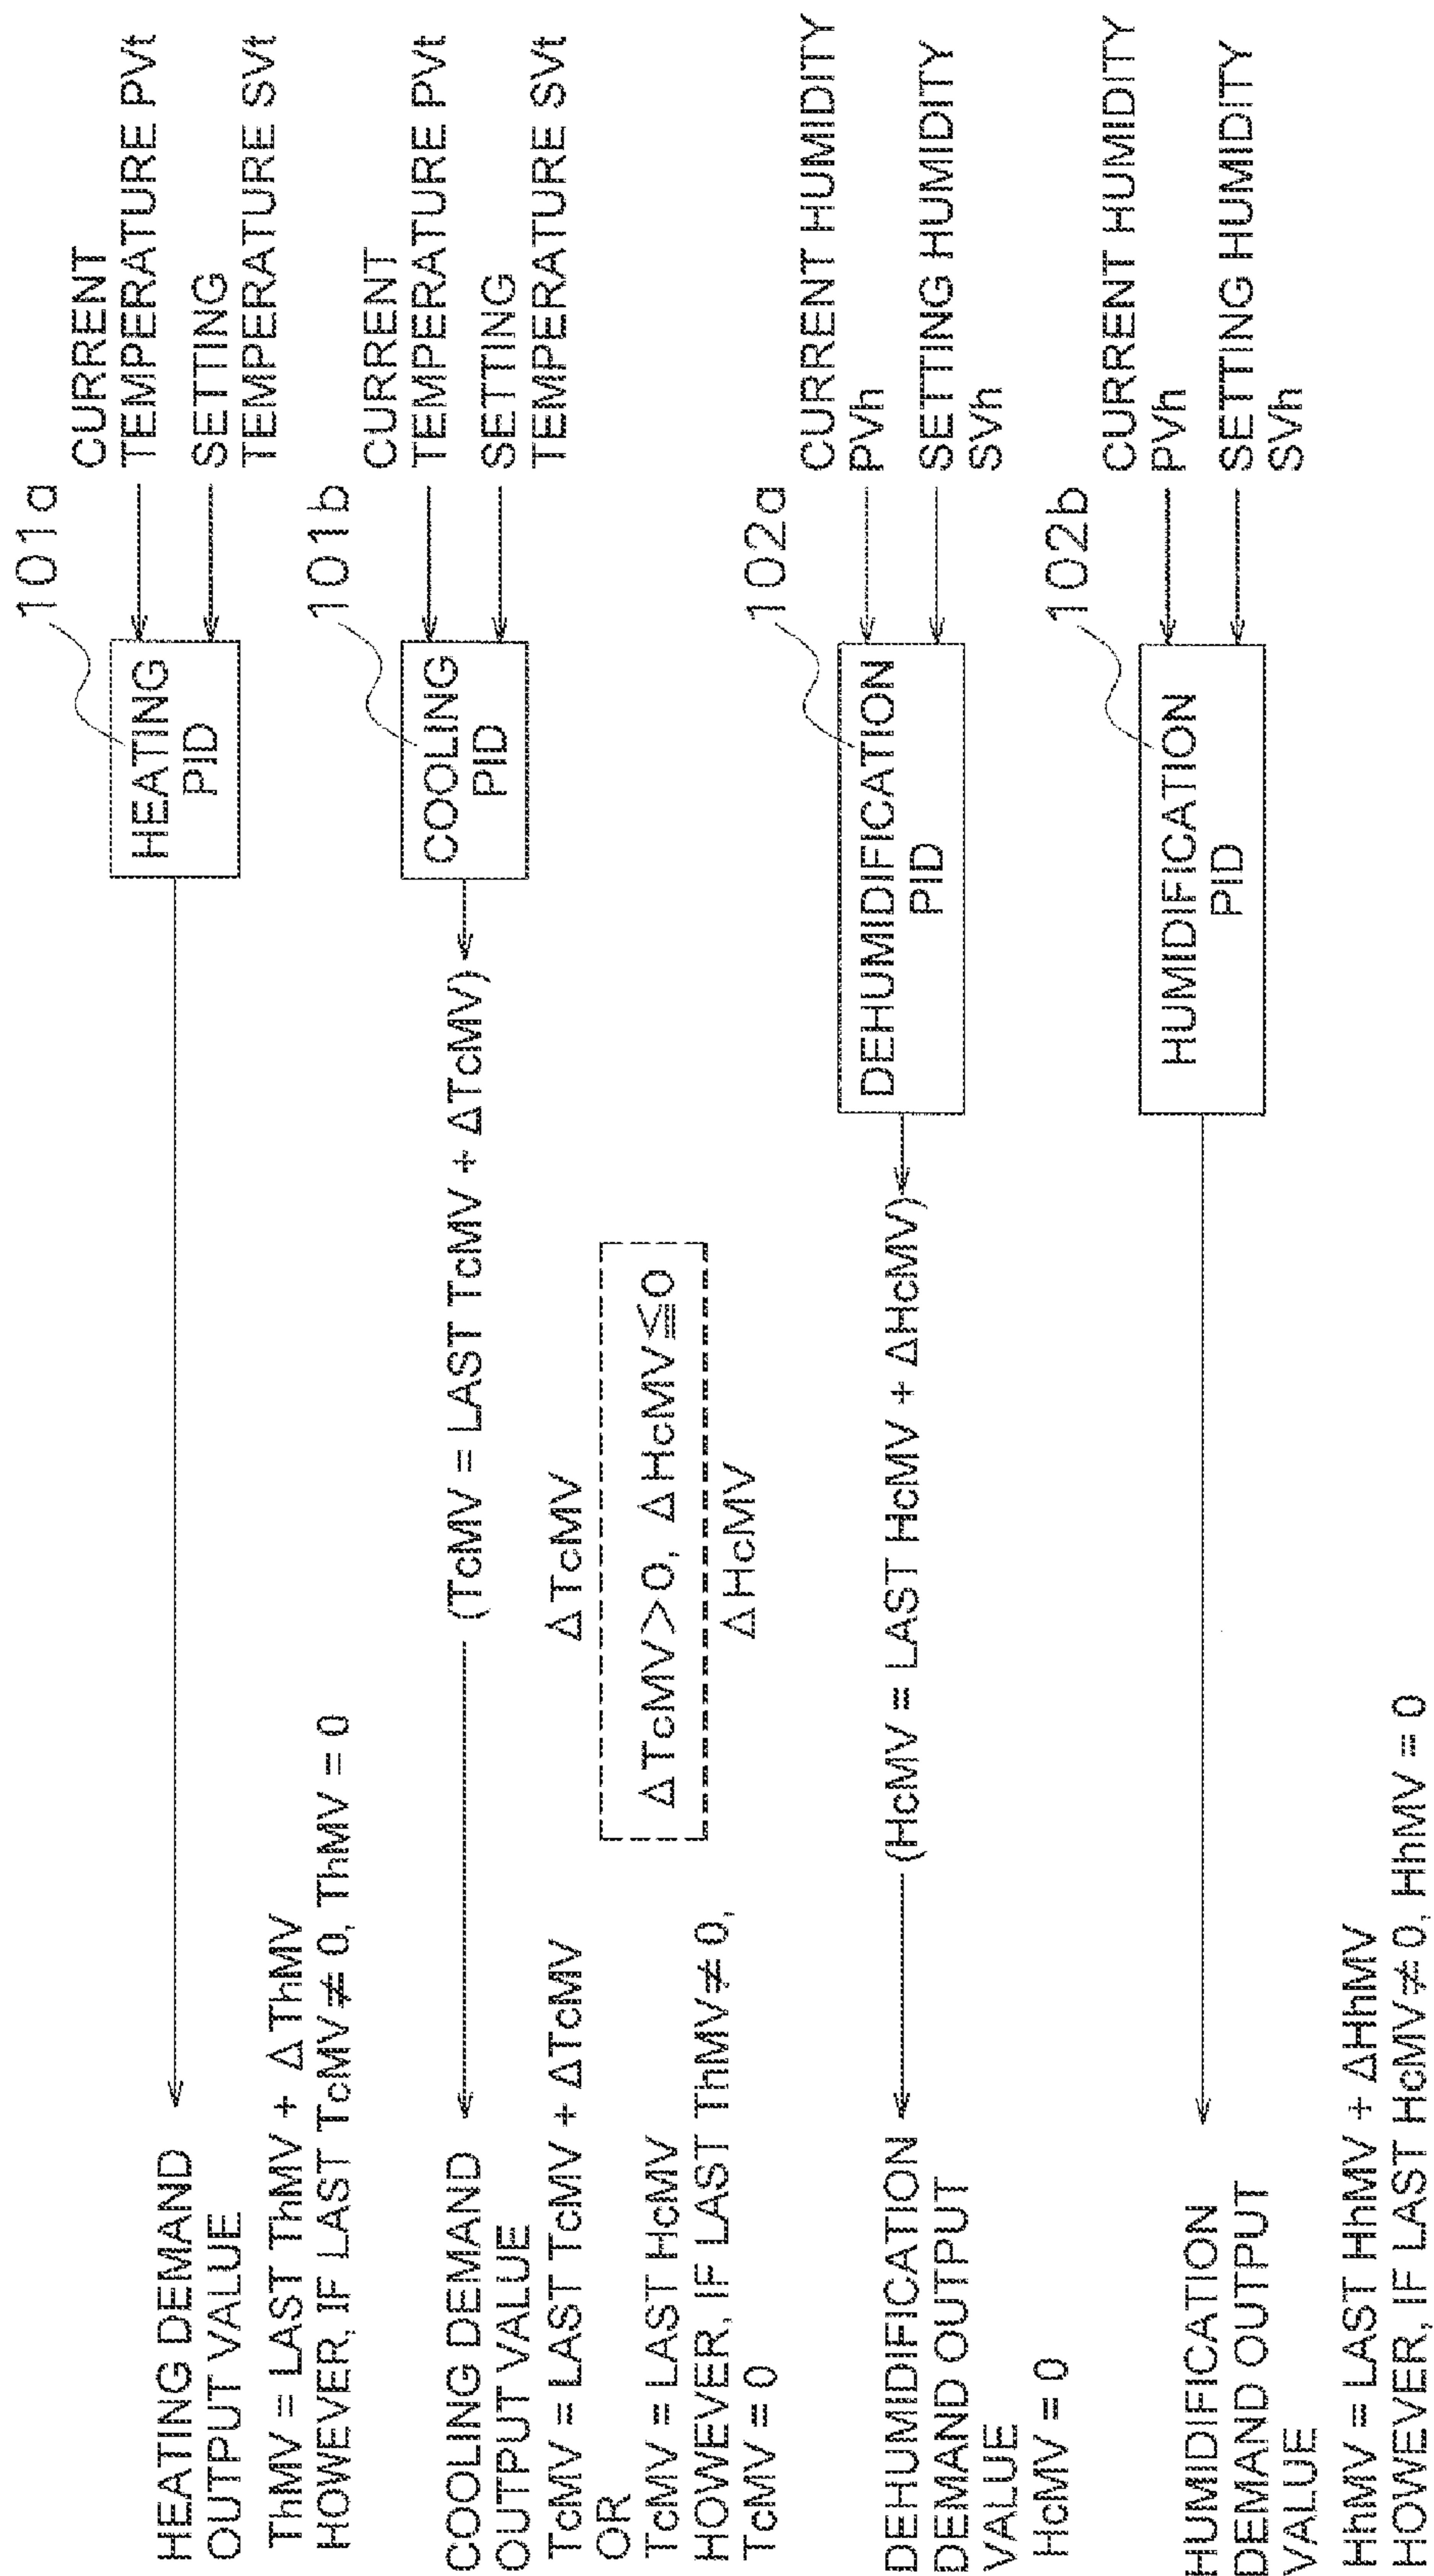 CURRENT
TEMPERATURE PVt
SETTING
TEMPERATURE SVt
101a
HEATING
PID
HEATING DEMAND
OUTPUT VALUE
ThMV = LAST ThMV + ΔThMV
HOWEVER, IF LAST TcMV ≠ 0, ThMV = 0
CURRENT
TEMPERATURE PVt
SETTING
TEMPERATURE SVt
101b
COOLING
PID
(TcMV = LAST TcMV + ΔTcMV)
COOLING DEMAND
OUTPUT VALUE
TcMV = LAST TcMV + ΔTcMV
OR
TcMV = LAST HcMV
HOWEVER, IF LAST ThMV ≠ 0,
TcMV = 0
ΔTcMV
ΔTcMV>0, ΔHcMV≦0
ΔHcMV
CURRENT HUMIDITY
PVh
SETTING HUMIDITY
SVh
102a
DEHUMIDIFICATION
PID
(HcMV = LAST HcMV + ΔHcMV)
DEHUMIDIFICATION
DEMAND OUTPUT
VALUE
HcMV = 0
CURRENT HUMIDITY
PVh
SETTING HUMIDITY
SVh
102b
HUMIDIFICATION
PID
HUMIDIFICATION
DEMAND OUTPUT
VALUE
HhMV = LAST HhMV + ΔHhMV
HOWEVER, IF LAST HcMV ≠ 0, HhMV = 0